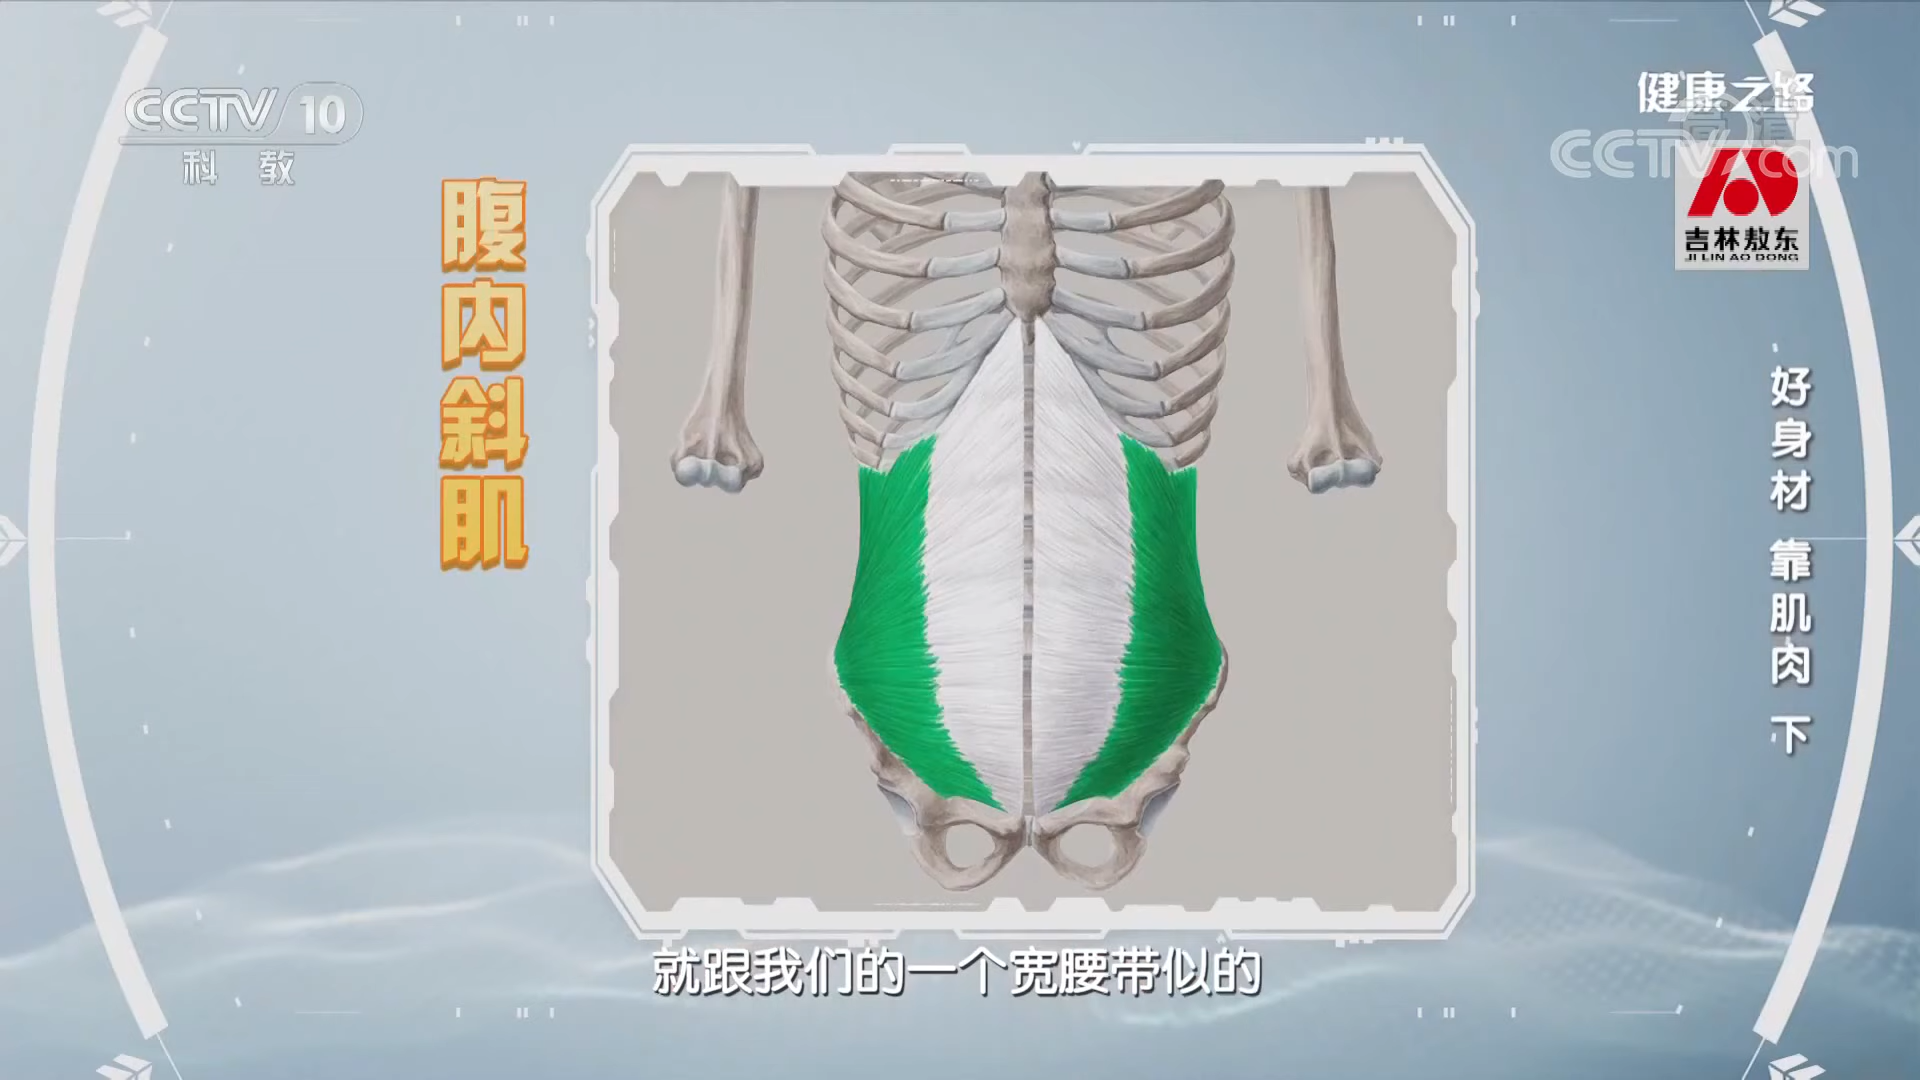 CCTV 10
科 教
健康之路
高清
CCTV.com
吉林敖东
JI LIN AO DONG
腹内斜肌
好身材 靠肌肉 下
就跟我们的一个宽腰带似的